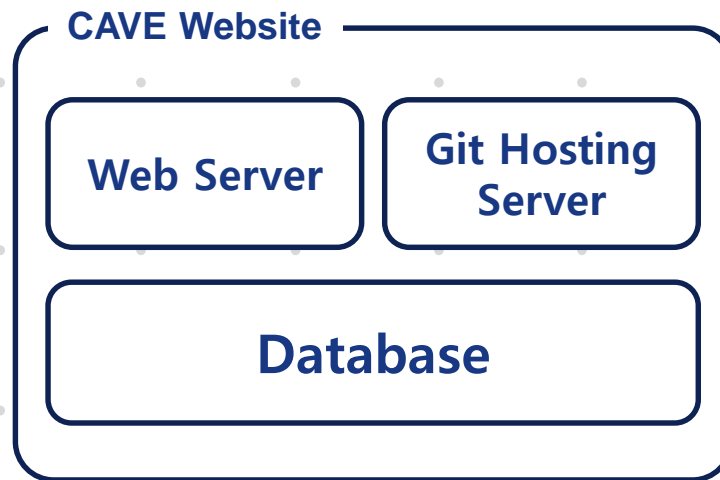 CAVE Website
Web Server
Git Hosting
Server
Database